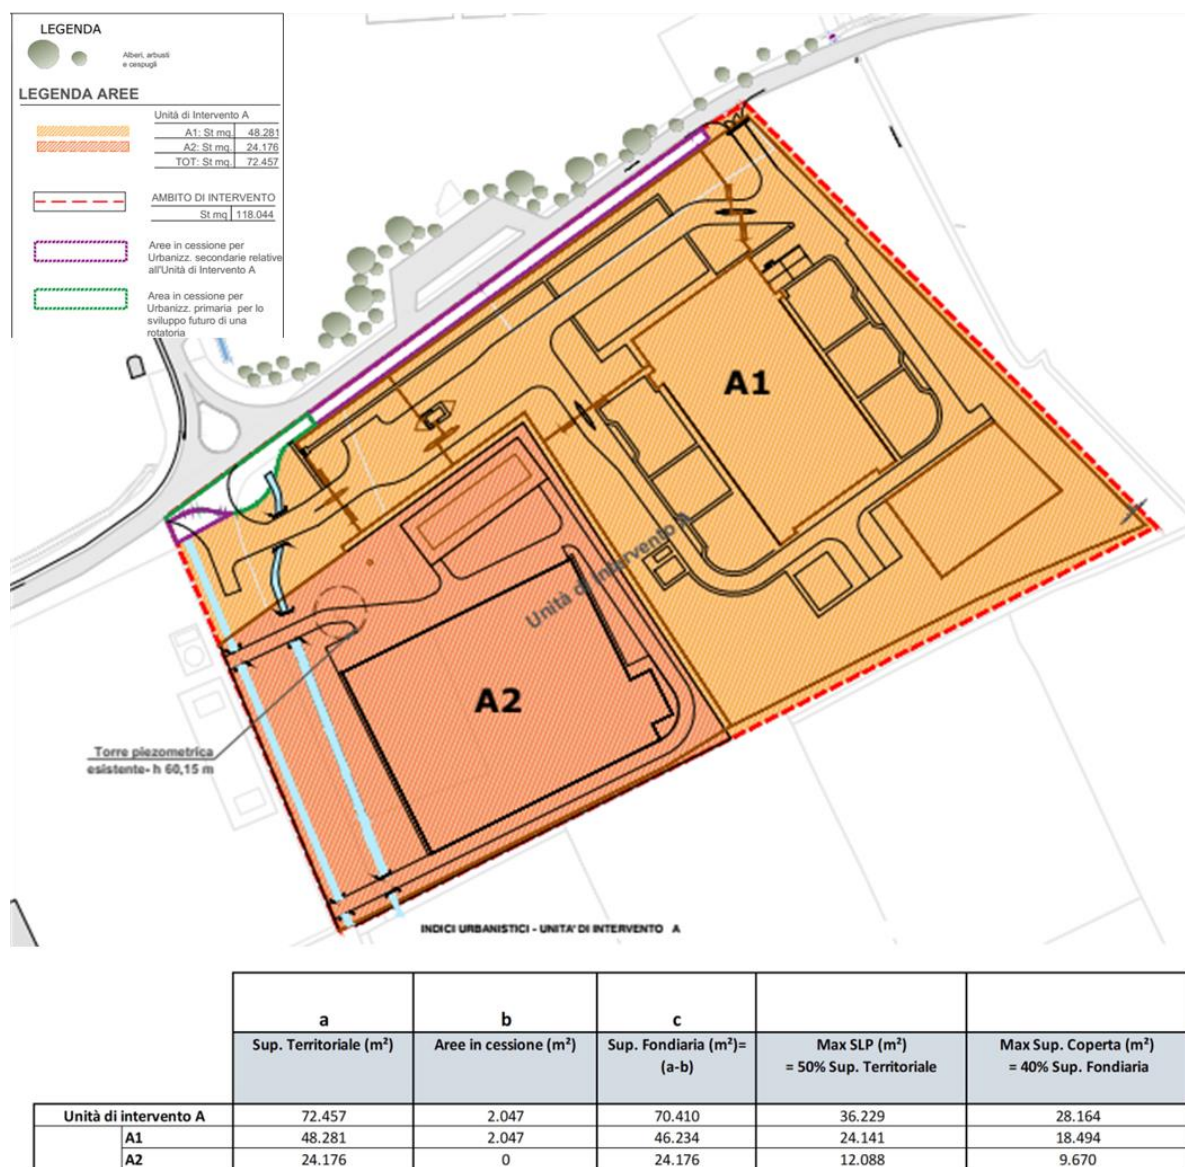 LEGENDA
Alberi, arbusti
e cespugli
LEGENDA AREE
Unità di Intervento A
A1: St mq. 48.281
A2: St mq. 24.176
TOT: St mq. 72.457
AMBITO DI INTERVENTO
St mq 118.044
Aree in cessione per
Urbanizz. secondarie relative
all'Unità di Intervento A
Area in cessione per
Urbanizz. primaria per lo
sviluppo futuro di una
rotatoria
A1
Unità di intervento A
A2
Torre piezometrica
esistente- h 60,15 m
INDICI URBANISTICI - UNITA' DI INTERVENTO A
a b c
Sup. Territoriale (m²) Aree in cessione (m²) Sup. Fondiaria (m²)= Max SLP (m²) Max Sup. Coperta (m²)
(a-b) = 50% Sup. Territoriale = 40% Sup. Fondiaria
Unità di intervento A 72.457 2.047 70.410 36.229 28.164
A1 48.281 2.047 46.234 24.141 18.494
A2 24.176 0 24.176 12.088 9.670